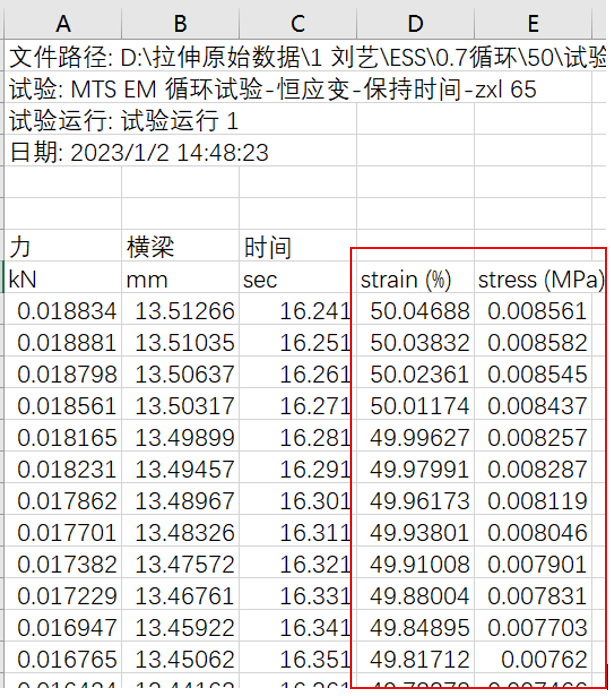 A B C D E
文件路径: D:\拉伸原始数据\1 刘艺\ESS\0.7循环\50\试验
试验: MTS EM 循环试验-恒应变-保持时间-zxl 65
试验运行: 试验运行 1
日期: 2023/1/2 14:48:23
力 横梁 时间
kN mm sec strain (%) stress (MPa)
0.018834 13.51266 16.241 50.04688 0.008561
0.018881 13.51035 16.251 50.03832 0.008582
0.018798 13.50637 16.261 50.02361 0.008545
0.018561 13.50317 16.271 50.01174 0.008437
0.018165 13.49899 16.281 49.99627 0.008257
0.018231 13.49457 16.291 49.97991 0.008287
0.017862 13.48967 16.301 49.96173 0.008119
0.017701 13.48326 16.311 49.93801 0.008046
0.017382 13.47572 16.321 49.91008 0.007901
0.017229 13.46761 16.331 49.88004 0.007831
0.016947 13.45922 16.341 49.84895 0.007703
0.016765 13.45062 16.351 49.81712 0.00762